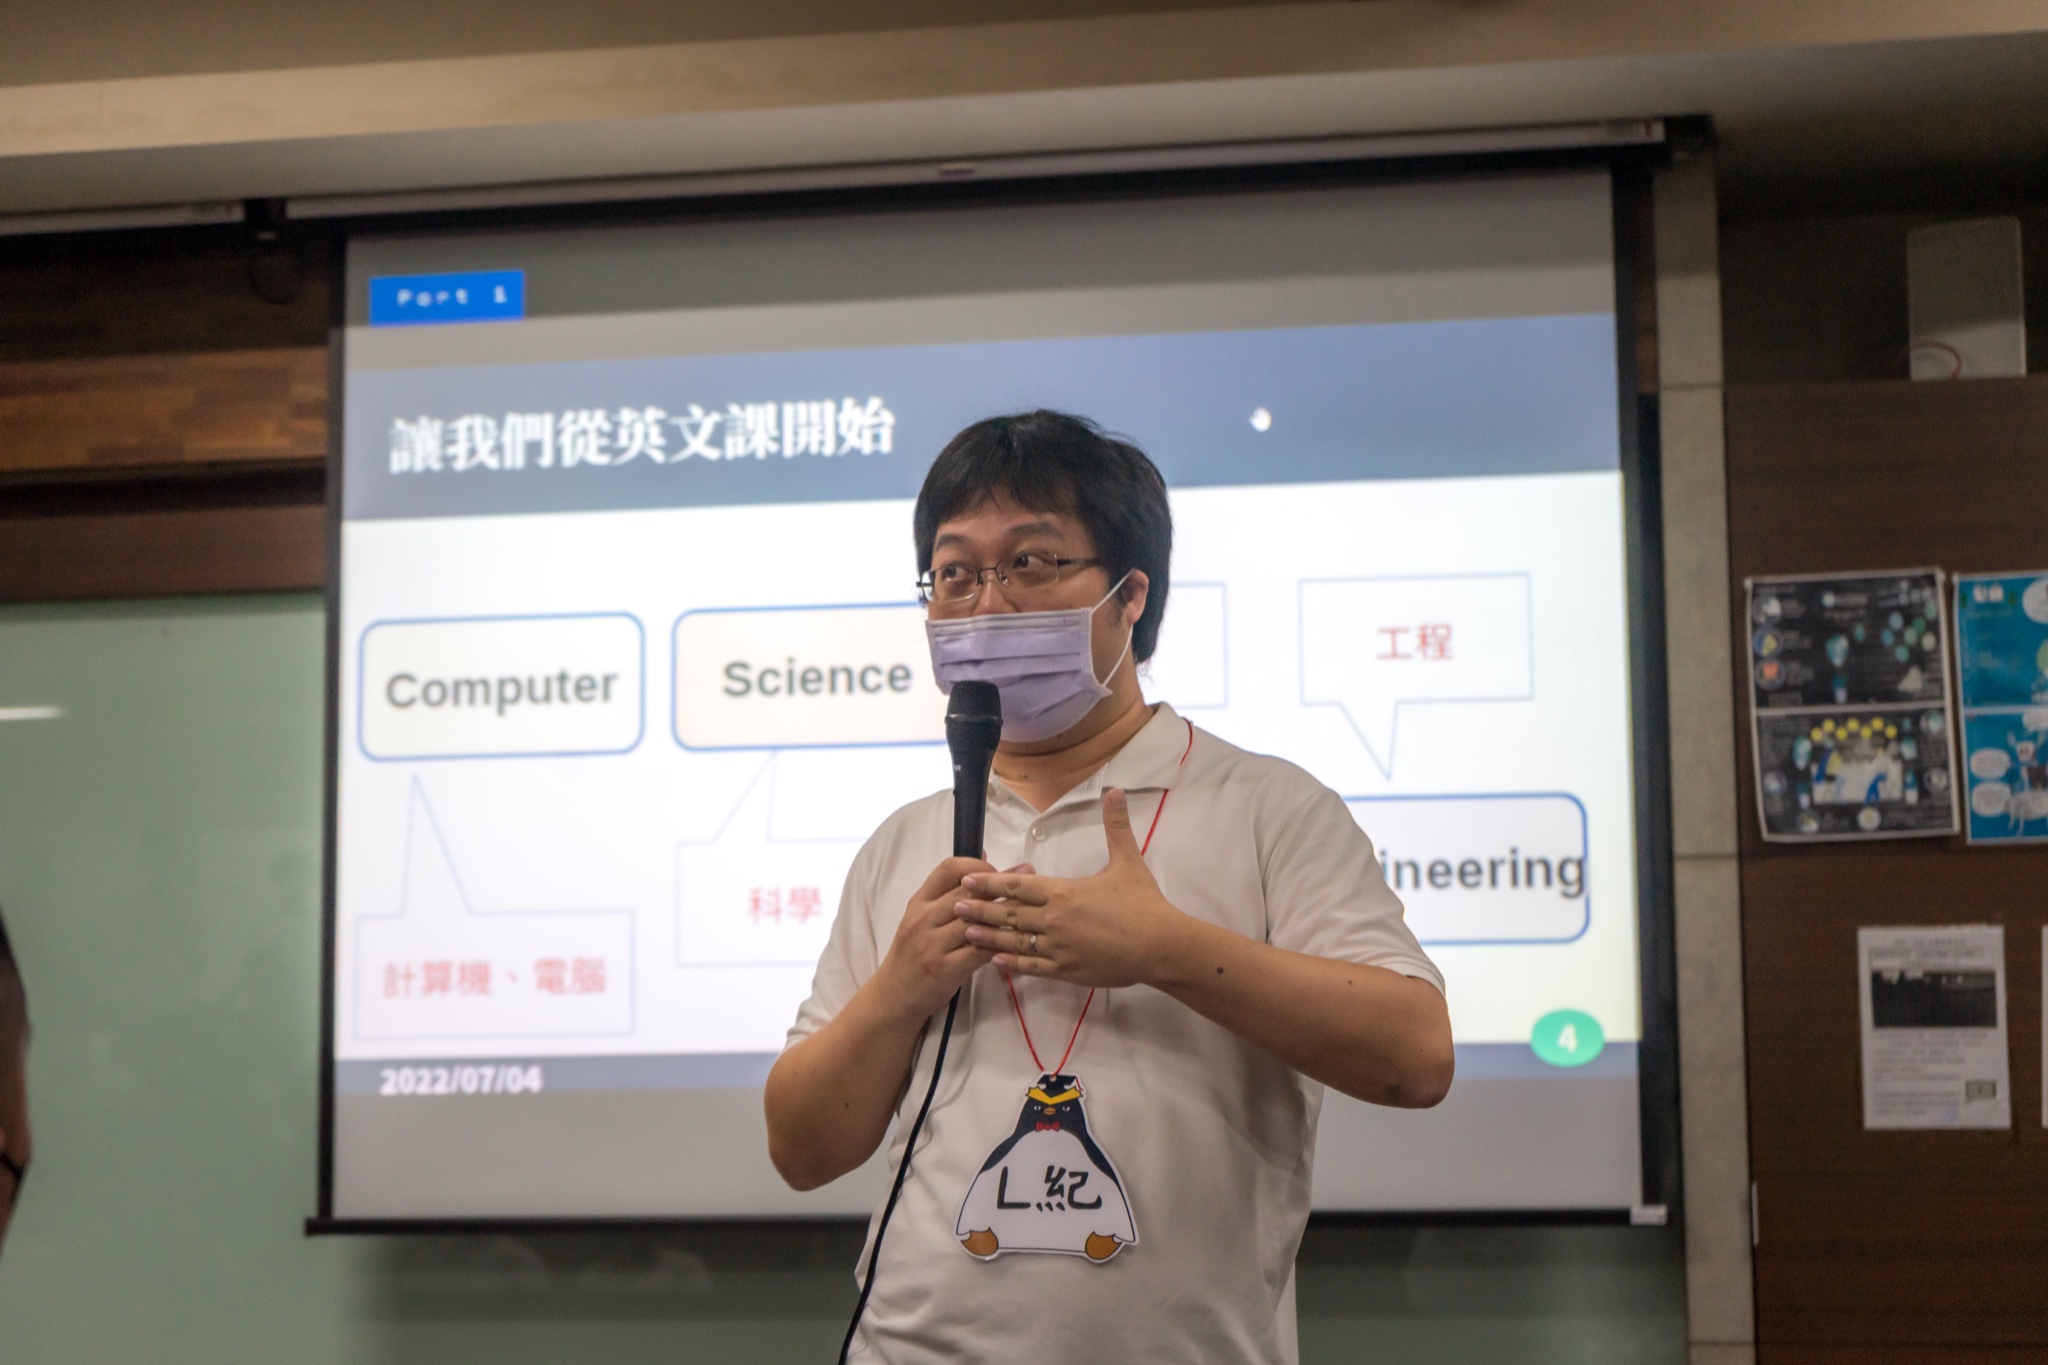 Part 1
讓我們從英文課開始
Computer
Science
工程
ineering
科學
計算機、電腦
2022/07/04
4
L紀